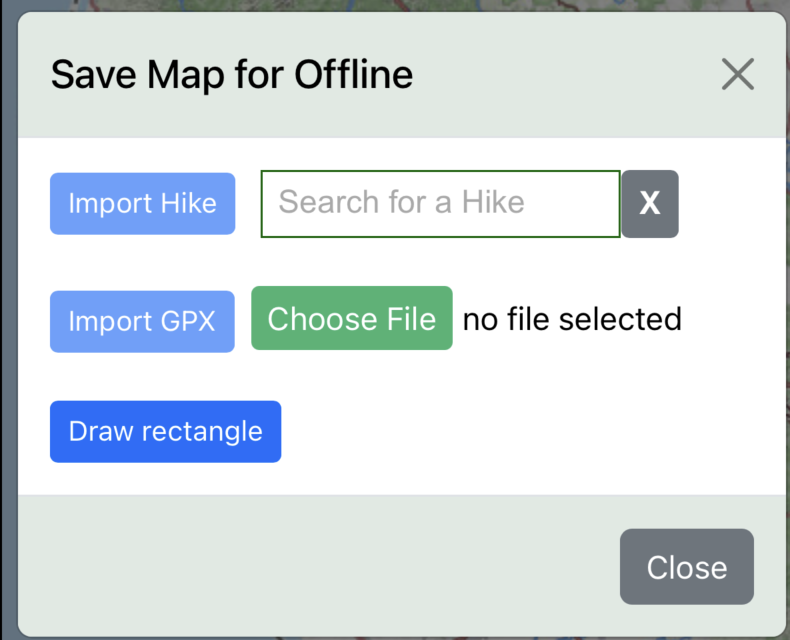 Save Map for Offline
Import Hike Search for a Hike X
Import GPX Choose File no file selected
Draw rectangle
Close